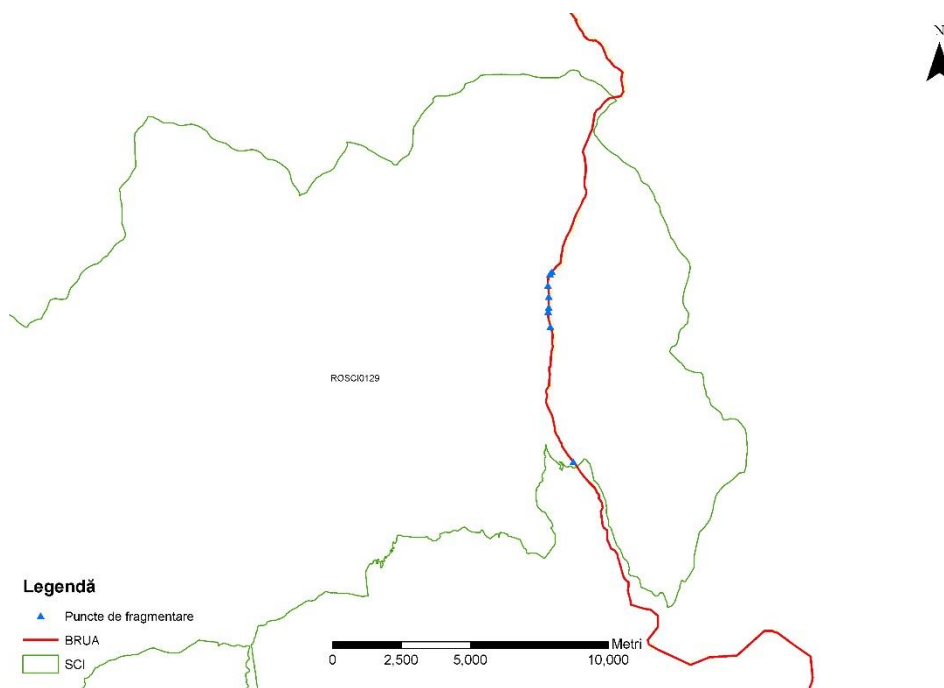 N
ROSCI0129
Legendă
Puncte de fragmentare
BRUA
SCI
Metri
0 2,500 5,000 10,000